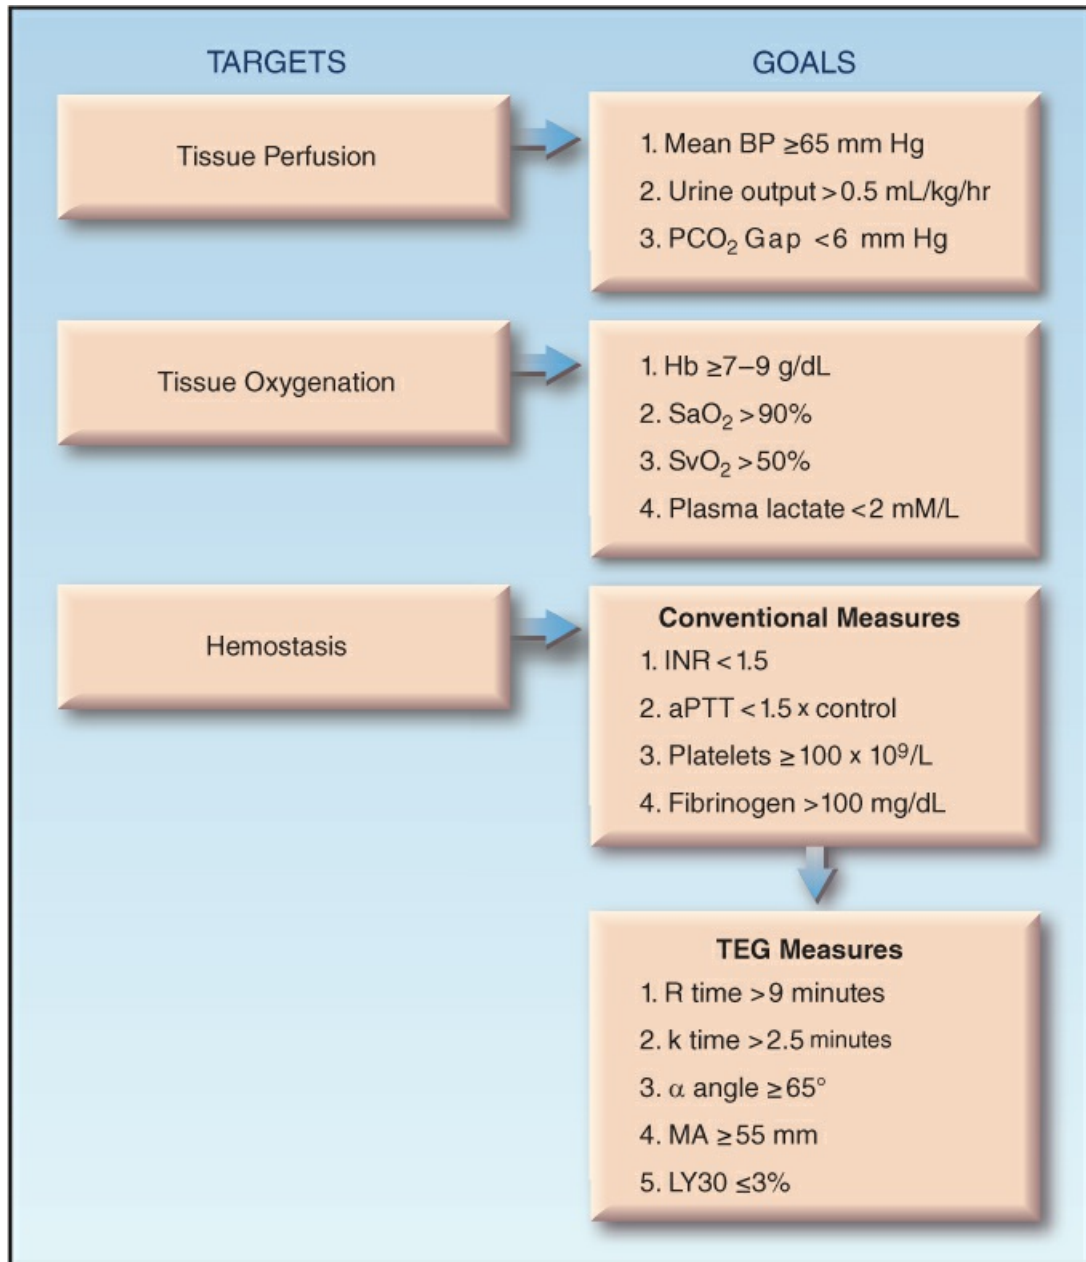 TARGETS
GOALS
Tissue Perfusion
1. Mean BP ≥65 mm Hg
2. Urine output >0.5 mL/kg/hr
3. PCO₂ Gap <6 mm Hg
Tissue Oxygenation
1. Hb ≥7–9 g/dL
2. SaO₂ >90%
3. SvO₂ >50%
4. Plasma lactate <2 mM/L
Hemostasis
Conventional Measures
1. INR <1.5
2. aPTT <1.5 x control
3. Platelets ≥100 x 10⁹/L
4. Fibrinogen >100 mg/dL
TEG Measures
1. R time >9 minutes
2. k time >2.5 minutes
3. α angle ≥65°
4. MA ≥55 mm
5. LY30 ≤3%